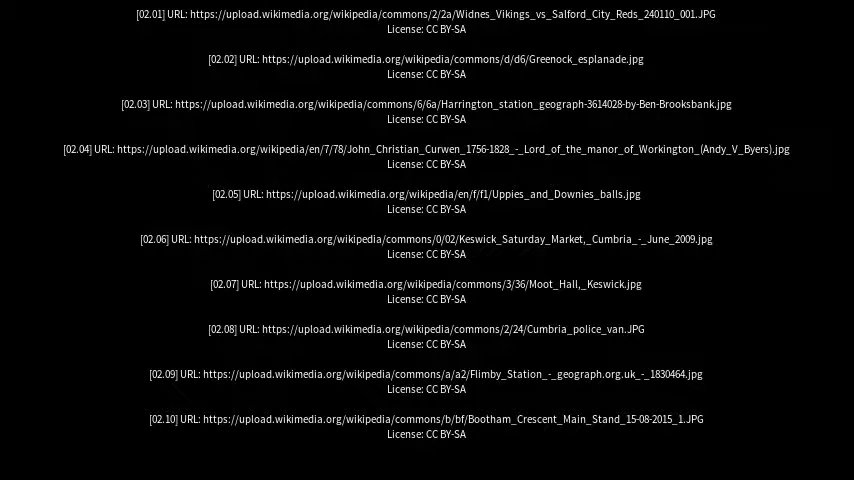 [02.01] URL: https://upload.wikimedia.org/wikipedia/commons/2/2a/Widnes_Vikings_vs_Salford_City_Reds_240110_001.JPG
License: CC BY-SA
[02.02] URL: https://upload.wikimedia.org/wikipedia/commons/d/d6/Greenock_esplanade.jpg
License: CC BY-SA
[02.03] URL: https://upload.wikimedia.org/wikipedia/commons/6/6a/Harrington_station_geograph-3614028-by-Ben-Brooksbank.jpg
License: CC BY-SA
[02.04] URL: https://upload.wikimedia.org/wikipedia/en/7/78/John_Christian_Curwen_1756-1828_-_Lord_of_the_manor_of_Workington_(Andy_V_Byers).jpg
License: CC BY-SA
[02.05] URL: https://upload.wikimedia.org/wikipedia/en/f/f1/Uppies_and_Downies_balls.jpg
License: CC BY-SA
[02.06] URL: https://upload.wikimedia.org/wikipedia/commons/0/02/Keswick_Saturday_Market,_Cumbria_-_June_2009.jpg
License: CC BY-SA
[02.07] URL: https://upload.wikimedia.org/wikipedia/commons/3/36/Moot_Hall,_Keswick.jpg
License: CC BY-SA
[02.08] URL: https://upload.wikimedia.org/wikipedia/commons/2/24/Cumbria_police_van.JPG
License: CC BY-SA
[02.09] URL: https://upload.wikimedia.org/wikipedia/commons/a/a2/Flimby_Station_-_geograph.org.uk_-_1830464.jpg
License: CC BY-SA
[02.10] URL: https://upload.wikimedia.org/wikipedia/commons/b/bf/Bootham_Crescent_Main_Stand_15-08-2015_1.JPG
License: CC BY-SA